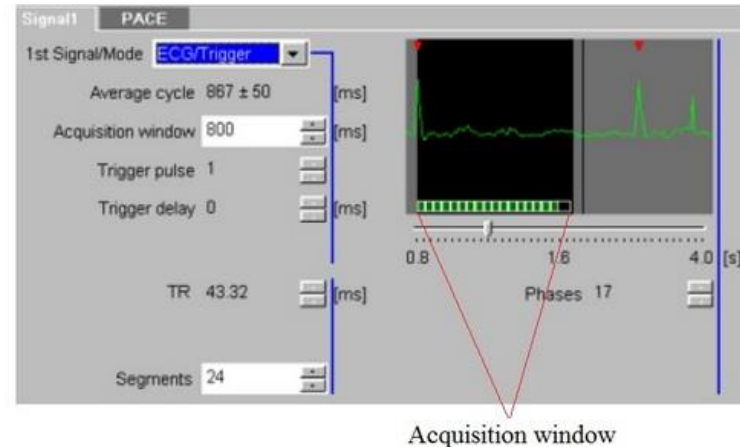 Signal1 PACE
1st Signal/Mode ECG/Trigger
Average cycle 867 ± 50 [ms]
Acquisition window 800 [ms]
Trigger pulse 1
Trigger delay 0 [ms]
0.8 1.6 4.0 [s]
TR 43.32 [ms] Phases 17
Segments 24
Acquisition window